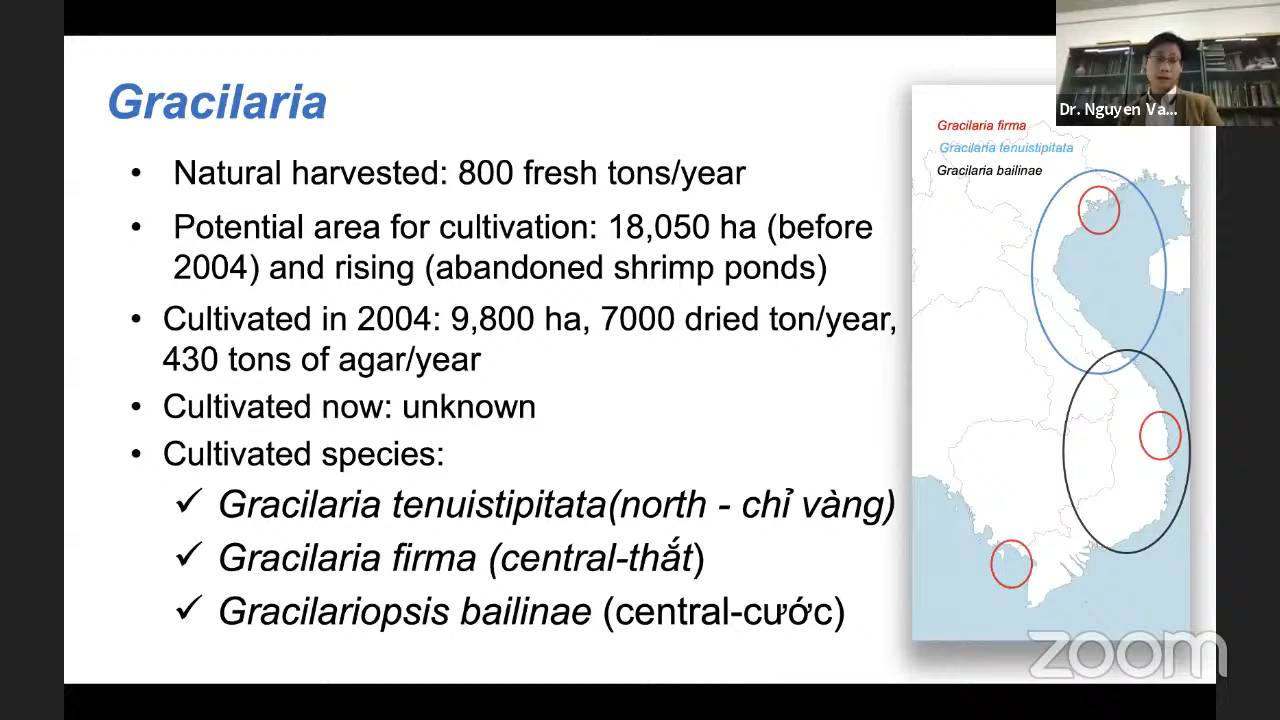 Gracilaria
• Natural harvested: 800 fresh tons/year
• Potential area for cultivation: 18,050 ha (before
2004) and rising (abandoned shrimp ponds)
• Cultivated in 2004: 9,800 ha, 7000 dried ton/year,
430 tons of agar/year
• Cultivated now: unknown
• Cultivated species:
✓ Gracilaria tenuistipitata(north - chỉ vàng)
✓ Gracilaria firma (central-thắt)
✓ Gracilariopsis bailinae (central-cước)
Gracilaria firma
Gracilaria tenuistipitata
Gracilaria bailinae
Dr. Nguyen Va...
zoom